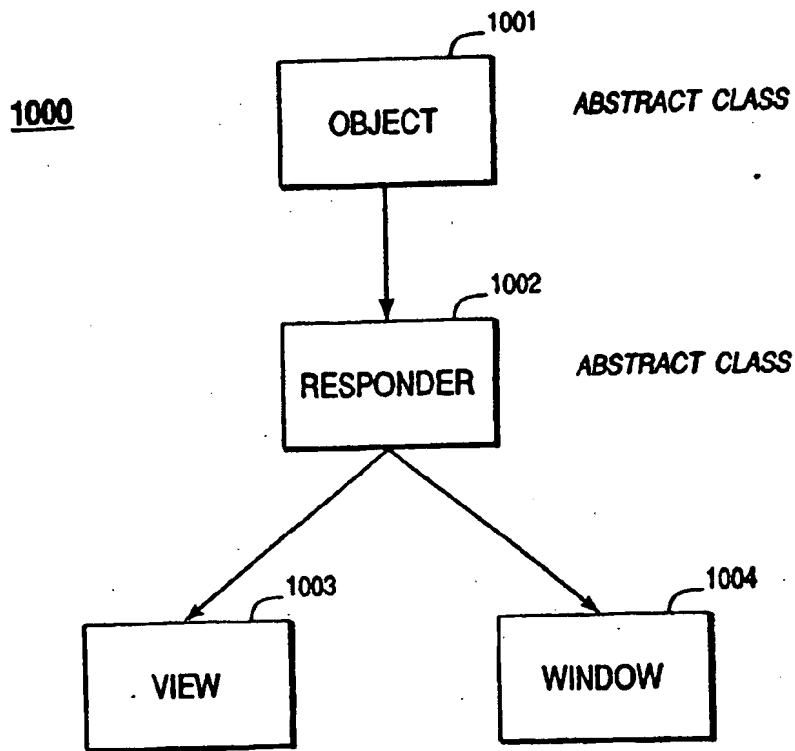 1001
1000
OBJECT
ABSTRACT CLASS
1002
RESPONDER
ABSTRACT CLASS
1003
VIEW
1004
WINDOW